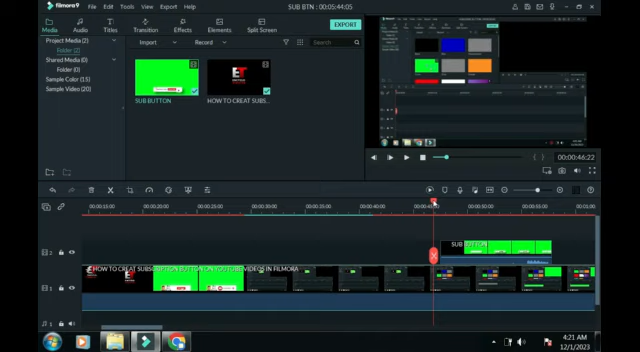 filmora9
File Edit Tools View Export Help
SUB BTN : 00:05:44:05
Media Audio Titles Transition Effects Elements Split Screen
EXPORT
Project Media (2)
Folder (2)
Shared Media (0)
Folder (0)
Sample Color (15)
Sample Video (20)
Import Record Search
SUB BUTTON
HOW TO CREAT SUBS...
00:00:46:22
00:00:15:00 00:00:20:00 00:00:25:00 00:00:30:00 00:00:35:00 00:00:40:00 00:00:45:00 00:00:50:00 00:00:55:00 00:01:00
SUB BUTTON
2
HOW TO CREAT SUBSCRIPTION BUTTON ON YOUTUBE VIDEOS IN FILMORA
1
1
4:21 AM
12/1/2023